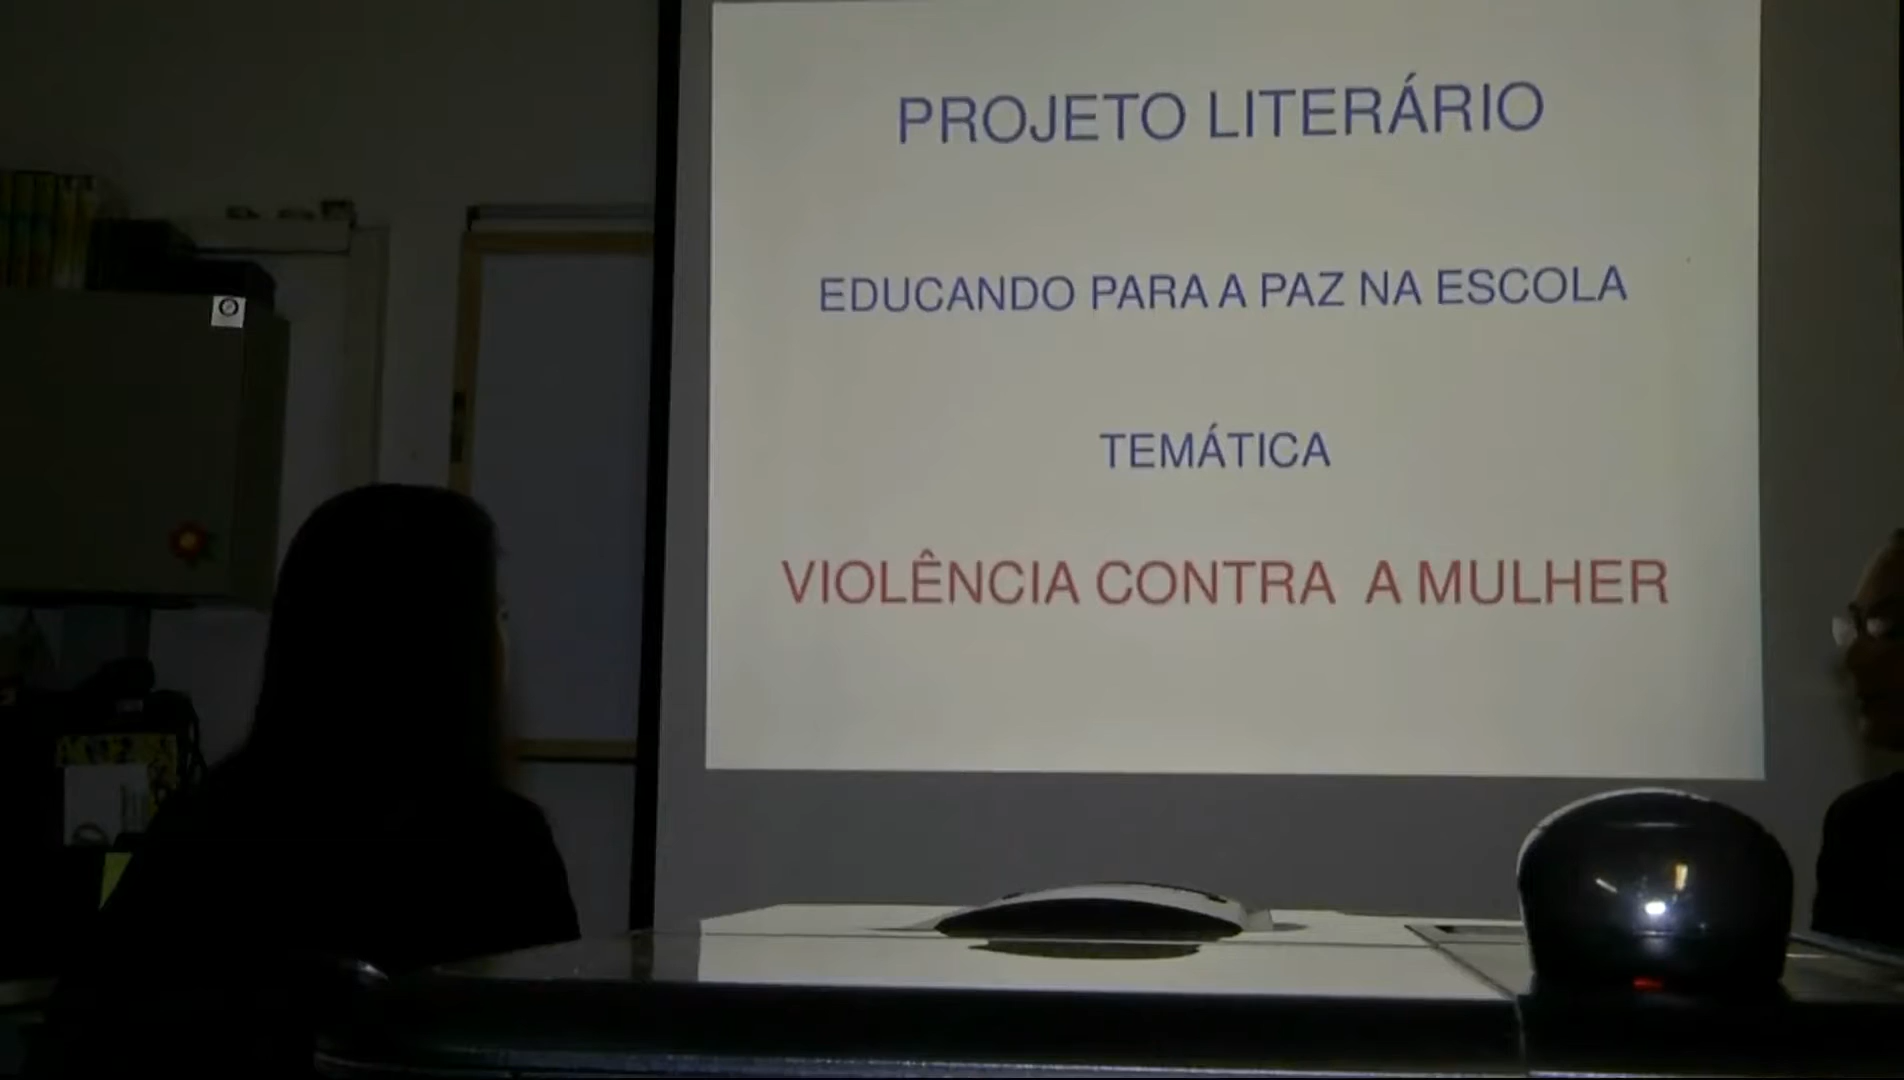 PROJETO LITERÁRIO
EDUCANDO PARA A PAZ NA ESCOLA
TEMÁTICA
VIOLÊNCIA CONTRA A MULHER